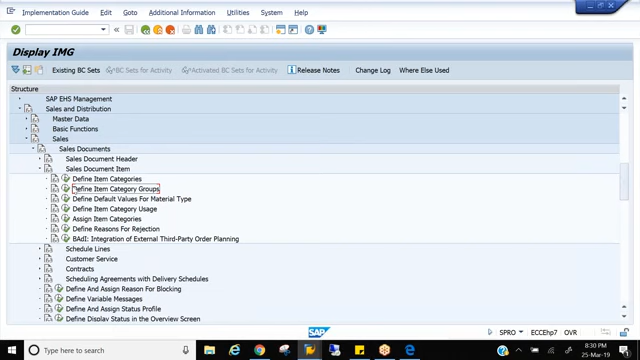 Implementation Guide Edit Goto Additional Information Utilities System Help
Display IMG
Existing BC Sets BC Sets for Activity Activated BC Sets for Activity Release Notes Change Log Where Else Used
Structure
SAP EHS Management
Sales and Distribution
Master Data
Basic Functions
Sales
Sales Documents
Sales Document Header
Sales Document Item
Define Item Categories
Define Item Category Groups
Define Default Values For Material Type
Define Item Category Usage
Assign Item Categories
Define Reasons For Rejection
BAdI: Integration of External Third-Party Order Planning
Schedule Lines
Customer Service
Contracts
Scheduling Agreements with Delivery Schedules
Define And Assign Reason For Blocking
Define Variable Messages
Define And Assign Status Profile
Define Display Status in the Overview Screen
SAP
SPRO ECCEhp7 OVR
Type here to search
8:30 PM
25-Mar-19